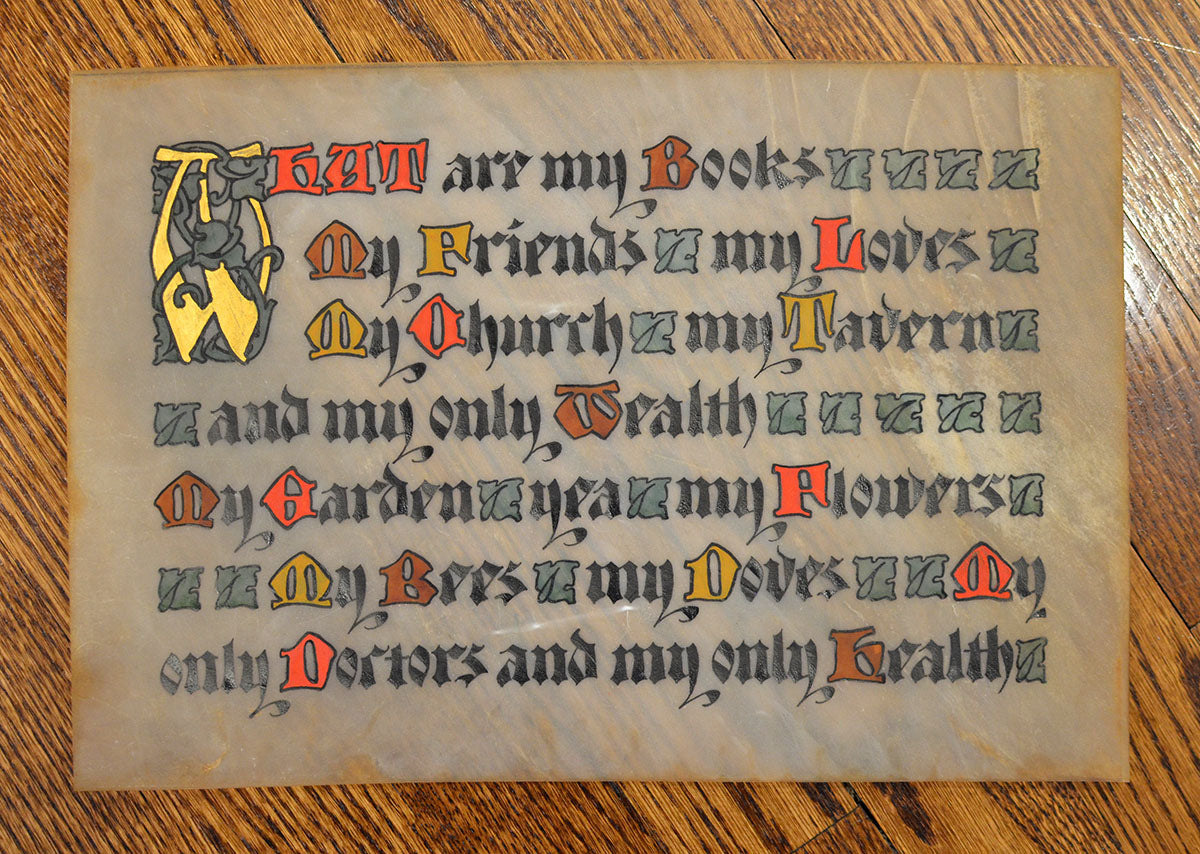 WHAT are my Books
My Friends my Loves
My Church my Tavern
and my only Wealth
My Garden yea my Flowers
My Bees my Doves My
only Doctors and my only Health